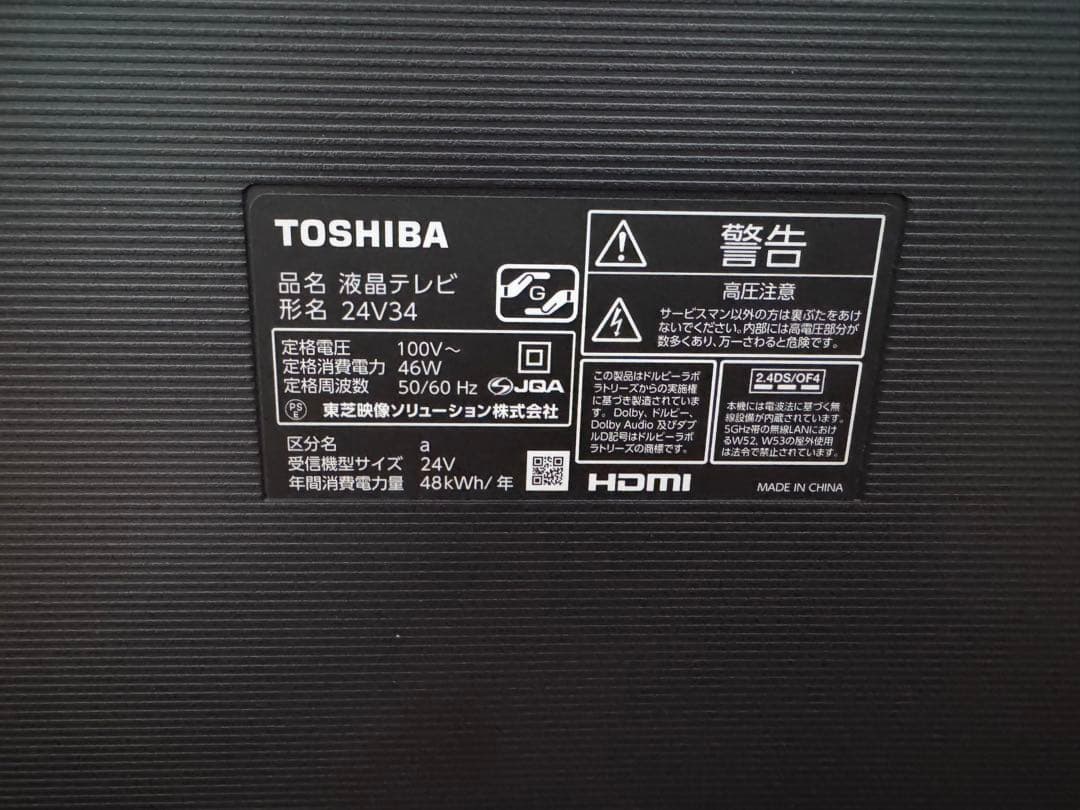 TOSHIBA
品名 液晶テレビ
形名 24V34
G
定格電圧 100V～
定格消費電力 46W
定格周波数 50/60 Hz JQA
PS
E
東芝映像ソリューション株式会社
区分名 a
受信機型サイズ 24V
年間消費電力量 48kWh/年
警告
高圧注意
サービスマン以外の方は裏ぶたをあけ
ないでください。内部には高電圧部分が
数多くあり、万一さわると危険です。
この製品はドルビーラボ
ラトリーズからの実施権
に基づき製造されていま
す。Dolby、ドルビー、
Dolby Audio 及びダブ
ルD記号はドルビーラボ
ラトリーズの商標です。
2.4DS/OF4
本機には電波法に基づく無
線設備が内蔵されています。
5GHz帯の無線LANにおけ
るW52, W53の屋外使用
は法令で禁止されています。
HDMI
MADE IN CHINA